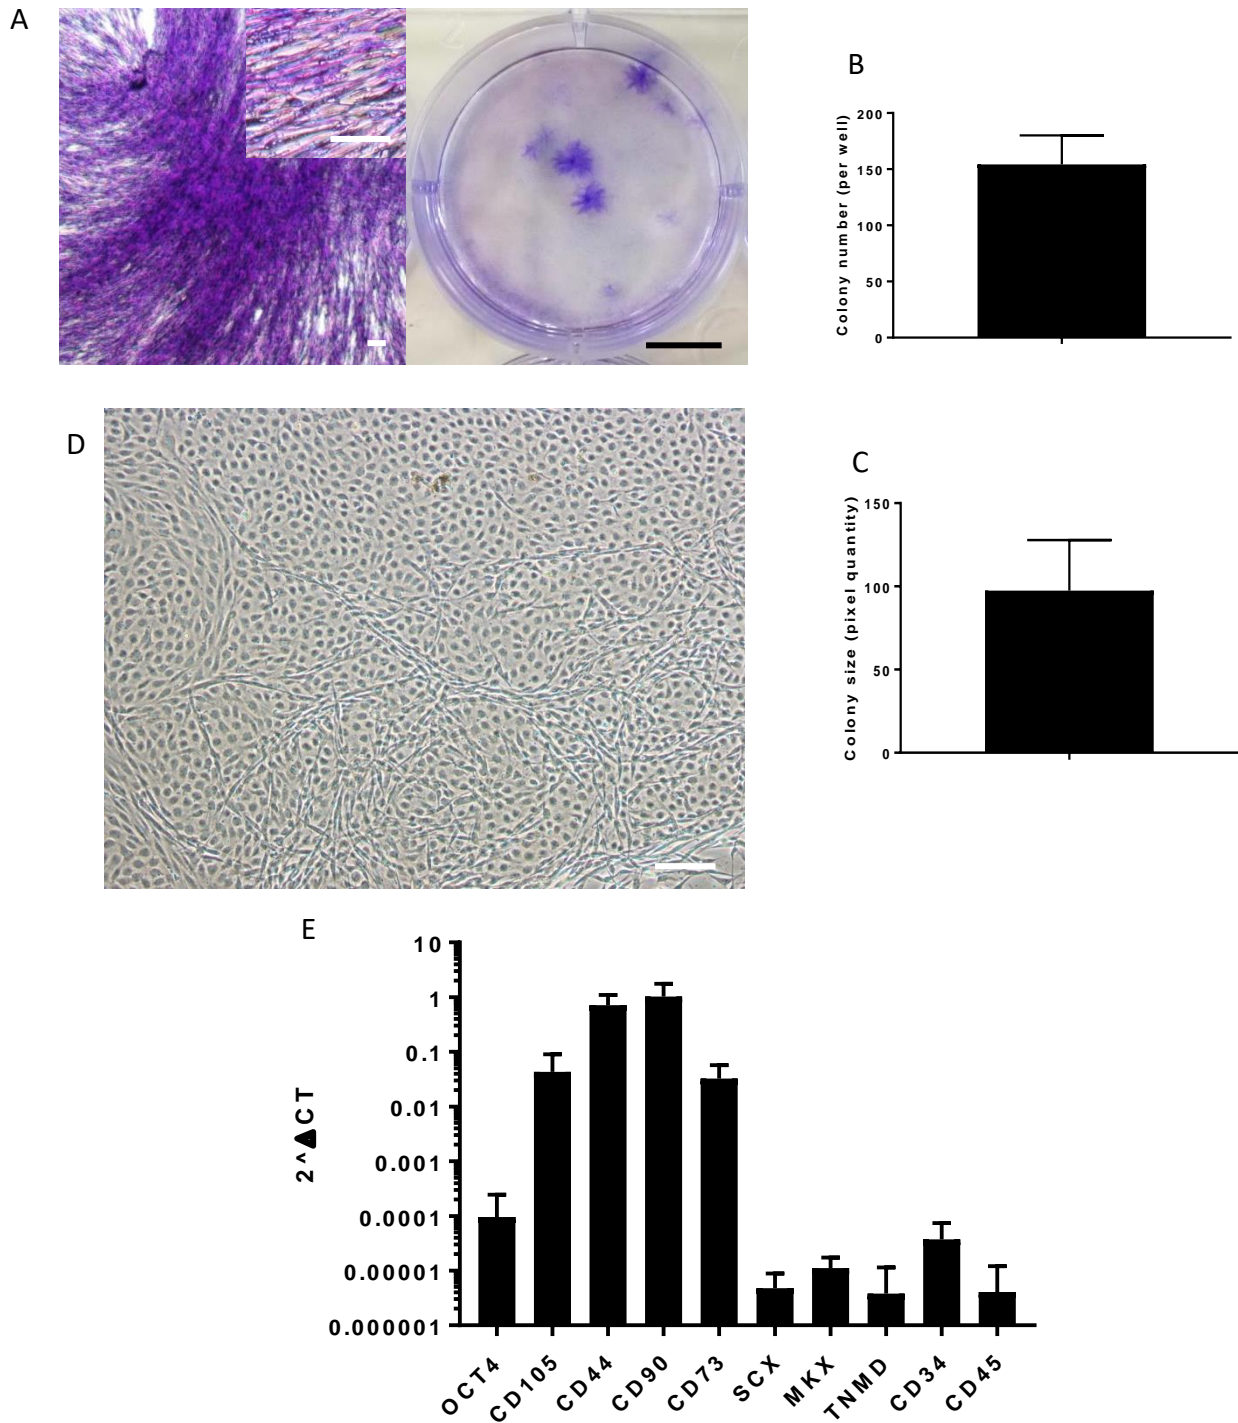 A
B
Colony number (per well)
200
150
100
50
0
D
C
Colony size (pixel quantity)
150
100
50
0
E
2^ΔCT
10
1
0.1
0.01
0.001
0.0001
0.00001
0.000001
OCT4
CD105
CD44
CD90
CD73
SCX
MKX
TNMD
CD34
CD45